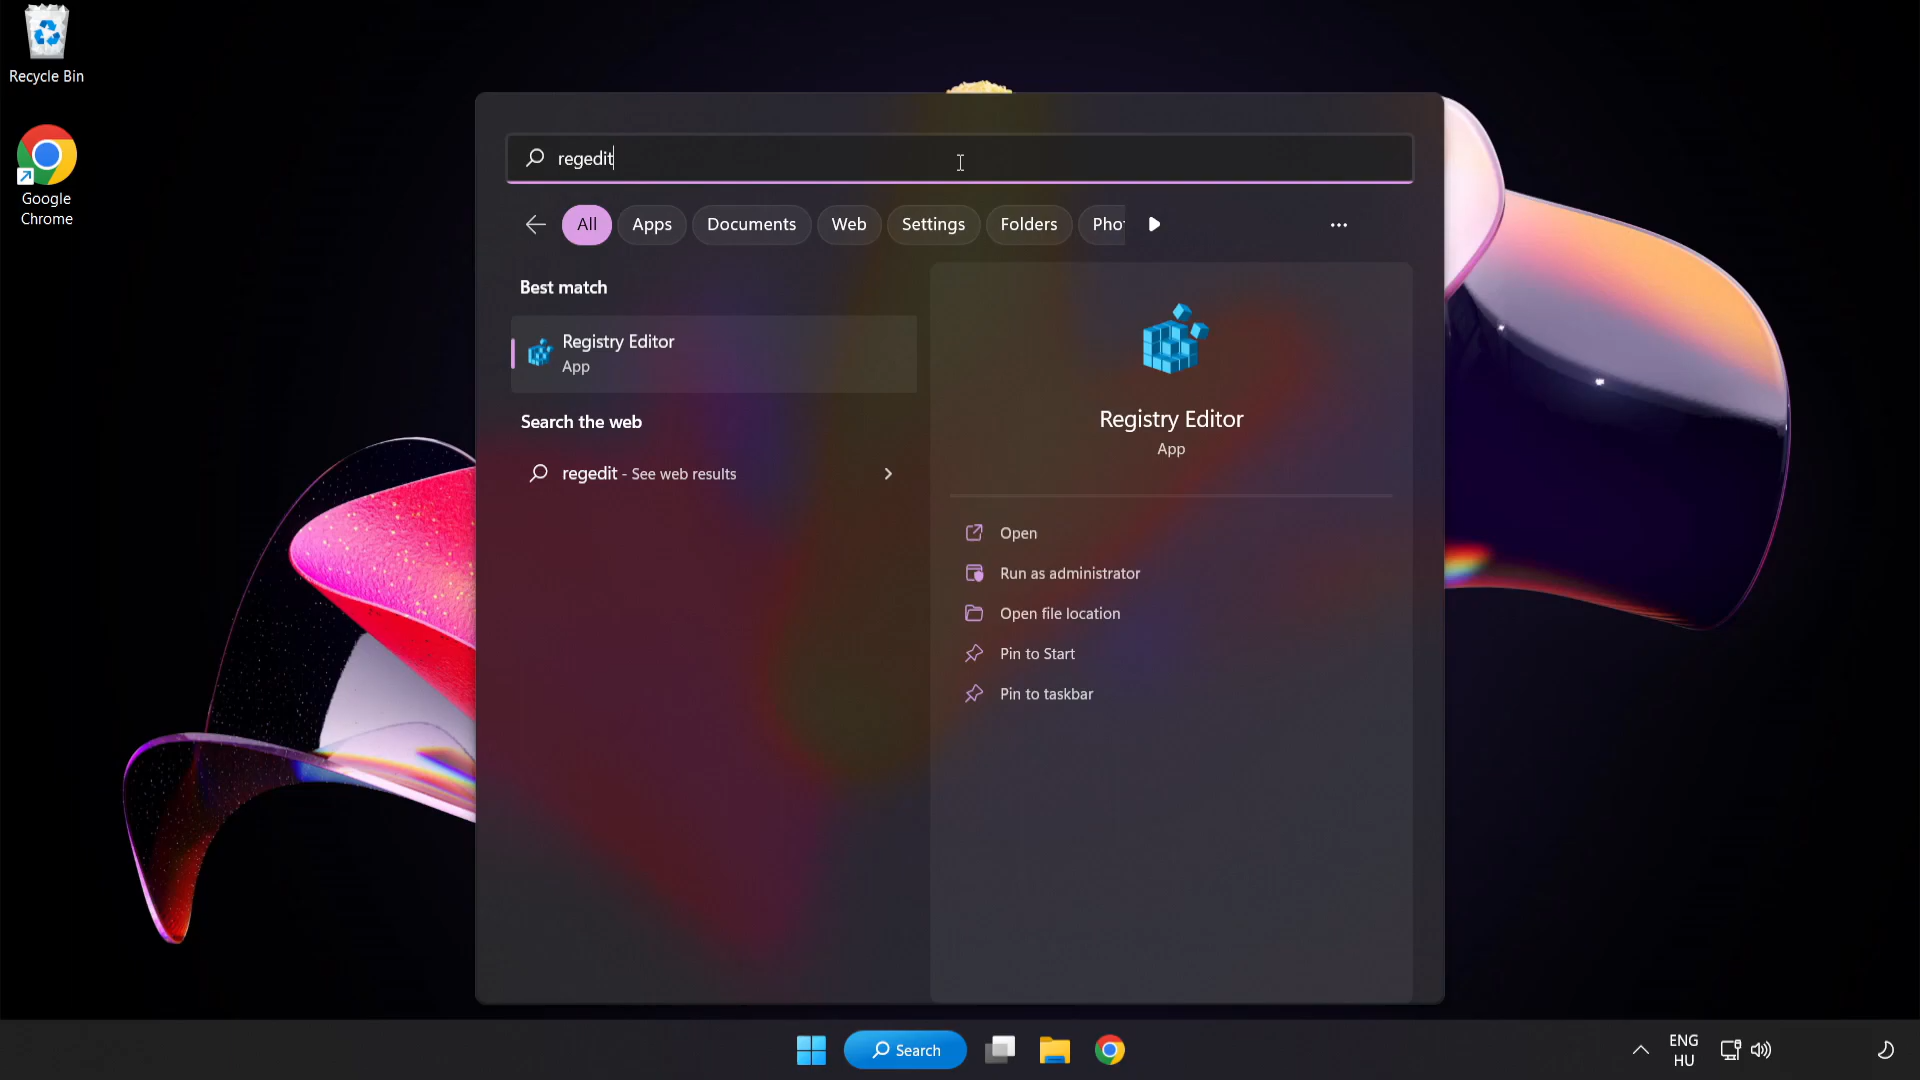 Recycle Bin
Google
Chrome
regedit
All
Apps
Documents
Web
Settings
Folders
Best match
Registry Editor
App
Search the web
regedit - See web results
Registry Editor
App
Open
Run as administrator
Open file location
Pin to Start
Pin to taskbar
Search
ENG
HU